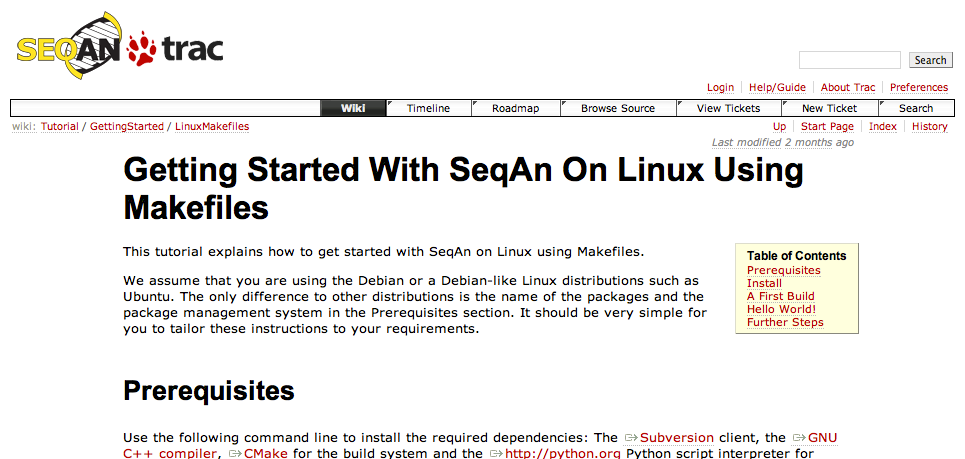 SEQAN trac
Search
Login Help/Guide About Trac Preferences
Wiki Timeline Roadmap Browse Source View Tickets New Ticket Search
wiki: Tutorial / GettingStarted / LinuxMakefiles
Up Start Page Index History
Last modified 2 months ago
Getting Started With SeqAn On Linux Using
Makefiles
This tutorial explains how to get started with SeqAn on Linux using Makefiles.
We assume that you are using the Debian or a Debian-like Linux distributions such as
Ubuntu. The only difference to other distributions is the name of the packages and the
package management system in the Prerequisites section. It should be very simple for
you to tailor these instructions to your requirements.
Table of Contents
Prerequisites
Install
A First Build
Hello World!
Further Steps
Prerequisites
Use the following command line to install the required dependencies: The Subversion client, the GNU
C++ compiler, CMake for the build system and the http://python.org Python script interpreter for